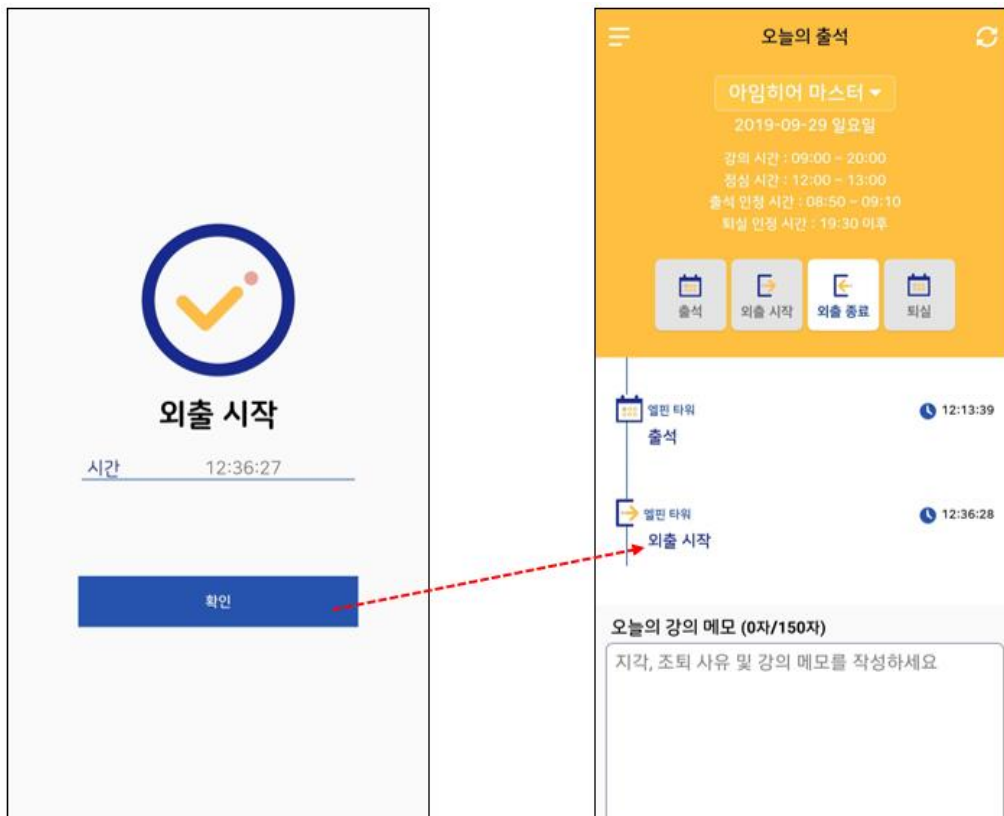 외출 시작
시간 12:36:27
확인
오늘의 출석
아임히어 마스터
2019-09-29 일요일
강의 시간 : 09:00 ~ 20:00
점심 시간 : 12:00 ~ 13:00
출석 인정 시간 : 08:50 ~ 09:10
퇴실 인정 시간 : 19:30 이후
출석 외출 시작 외출 종료 퇴실
엘핀 타워 12:13:39
출석
엘핀 타워 12:36:28
외출 시작
오늘의 강의 메모 (0자/150자)
지각, 조퇴 사유 및 강의 메모를 작성하세요